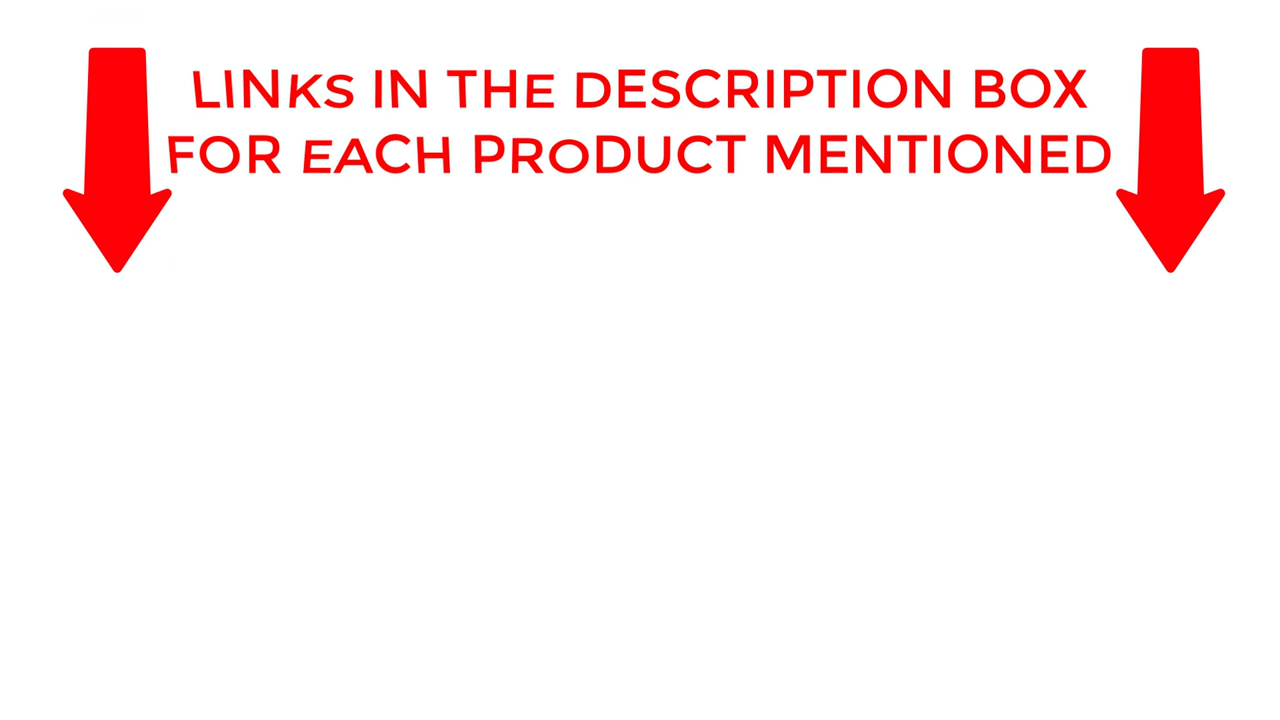 LINKS IN THE DESCRIPTION BOX
FOR EACH PRODUCT MENTIONED